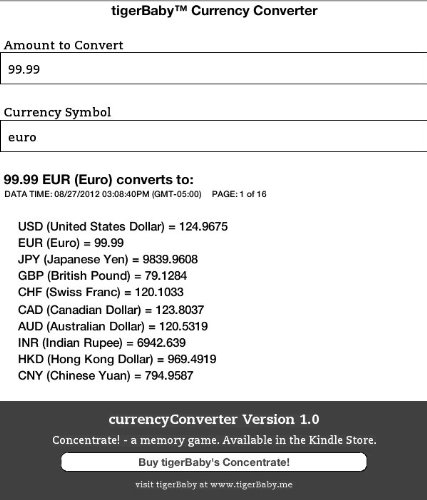 tigerBaby™ Currency Converter
Amount to Convert
99.99
Currency Symbol
euro
99.99 EUR (Euro) converts to:
DATA TIME: 08/27/2012 03:08:40PM (GMT-05:00) PAGE: 1 of 16
USD (United States Dollar) = 124.9675
EUR (Euro) = 99.99
JPY (Japanese Yen) = 9839.9608
GBP (British Pound) = 79.1284
CHF (Swiss Franc) = 120.1033
CAD (Canadian Dollar) = 123.8037
AUD (Australian Dollar) = 120.5319
INR (Indian Rupee) = 6942.639
HKD (Hong Kong Dollar) = 969.4919
CNY (Chinese Yuan) = 794.9587
currencyConverter Version 1.0
Concentrate! - a memory game. Available in the Kindle Store.
Buy tigerBaby's Concentrate!
visit tigerBaby at www.tigerBaby.me